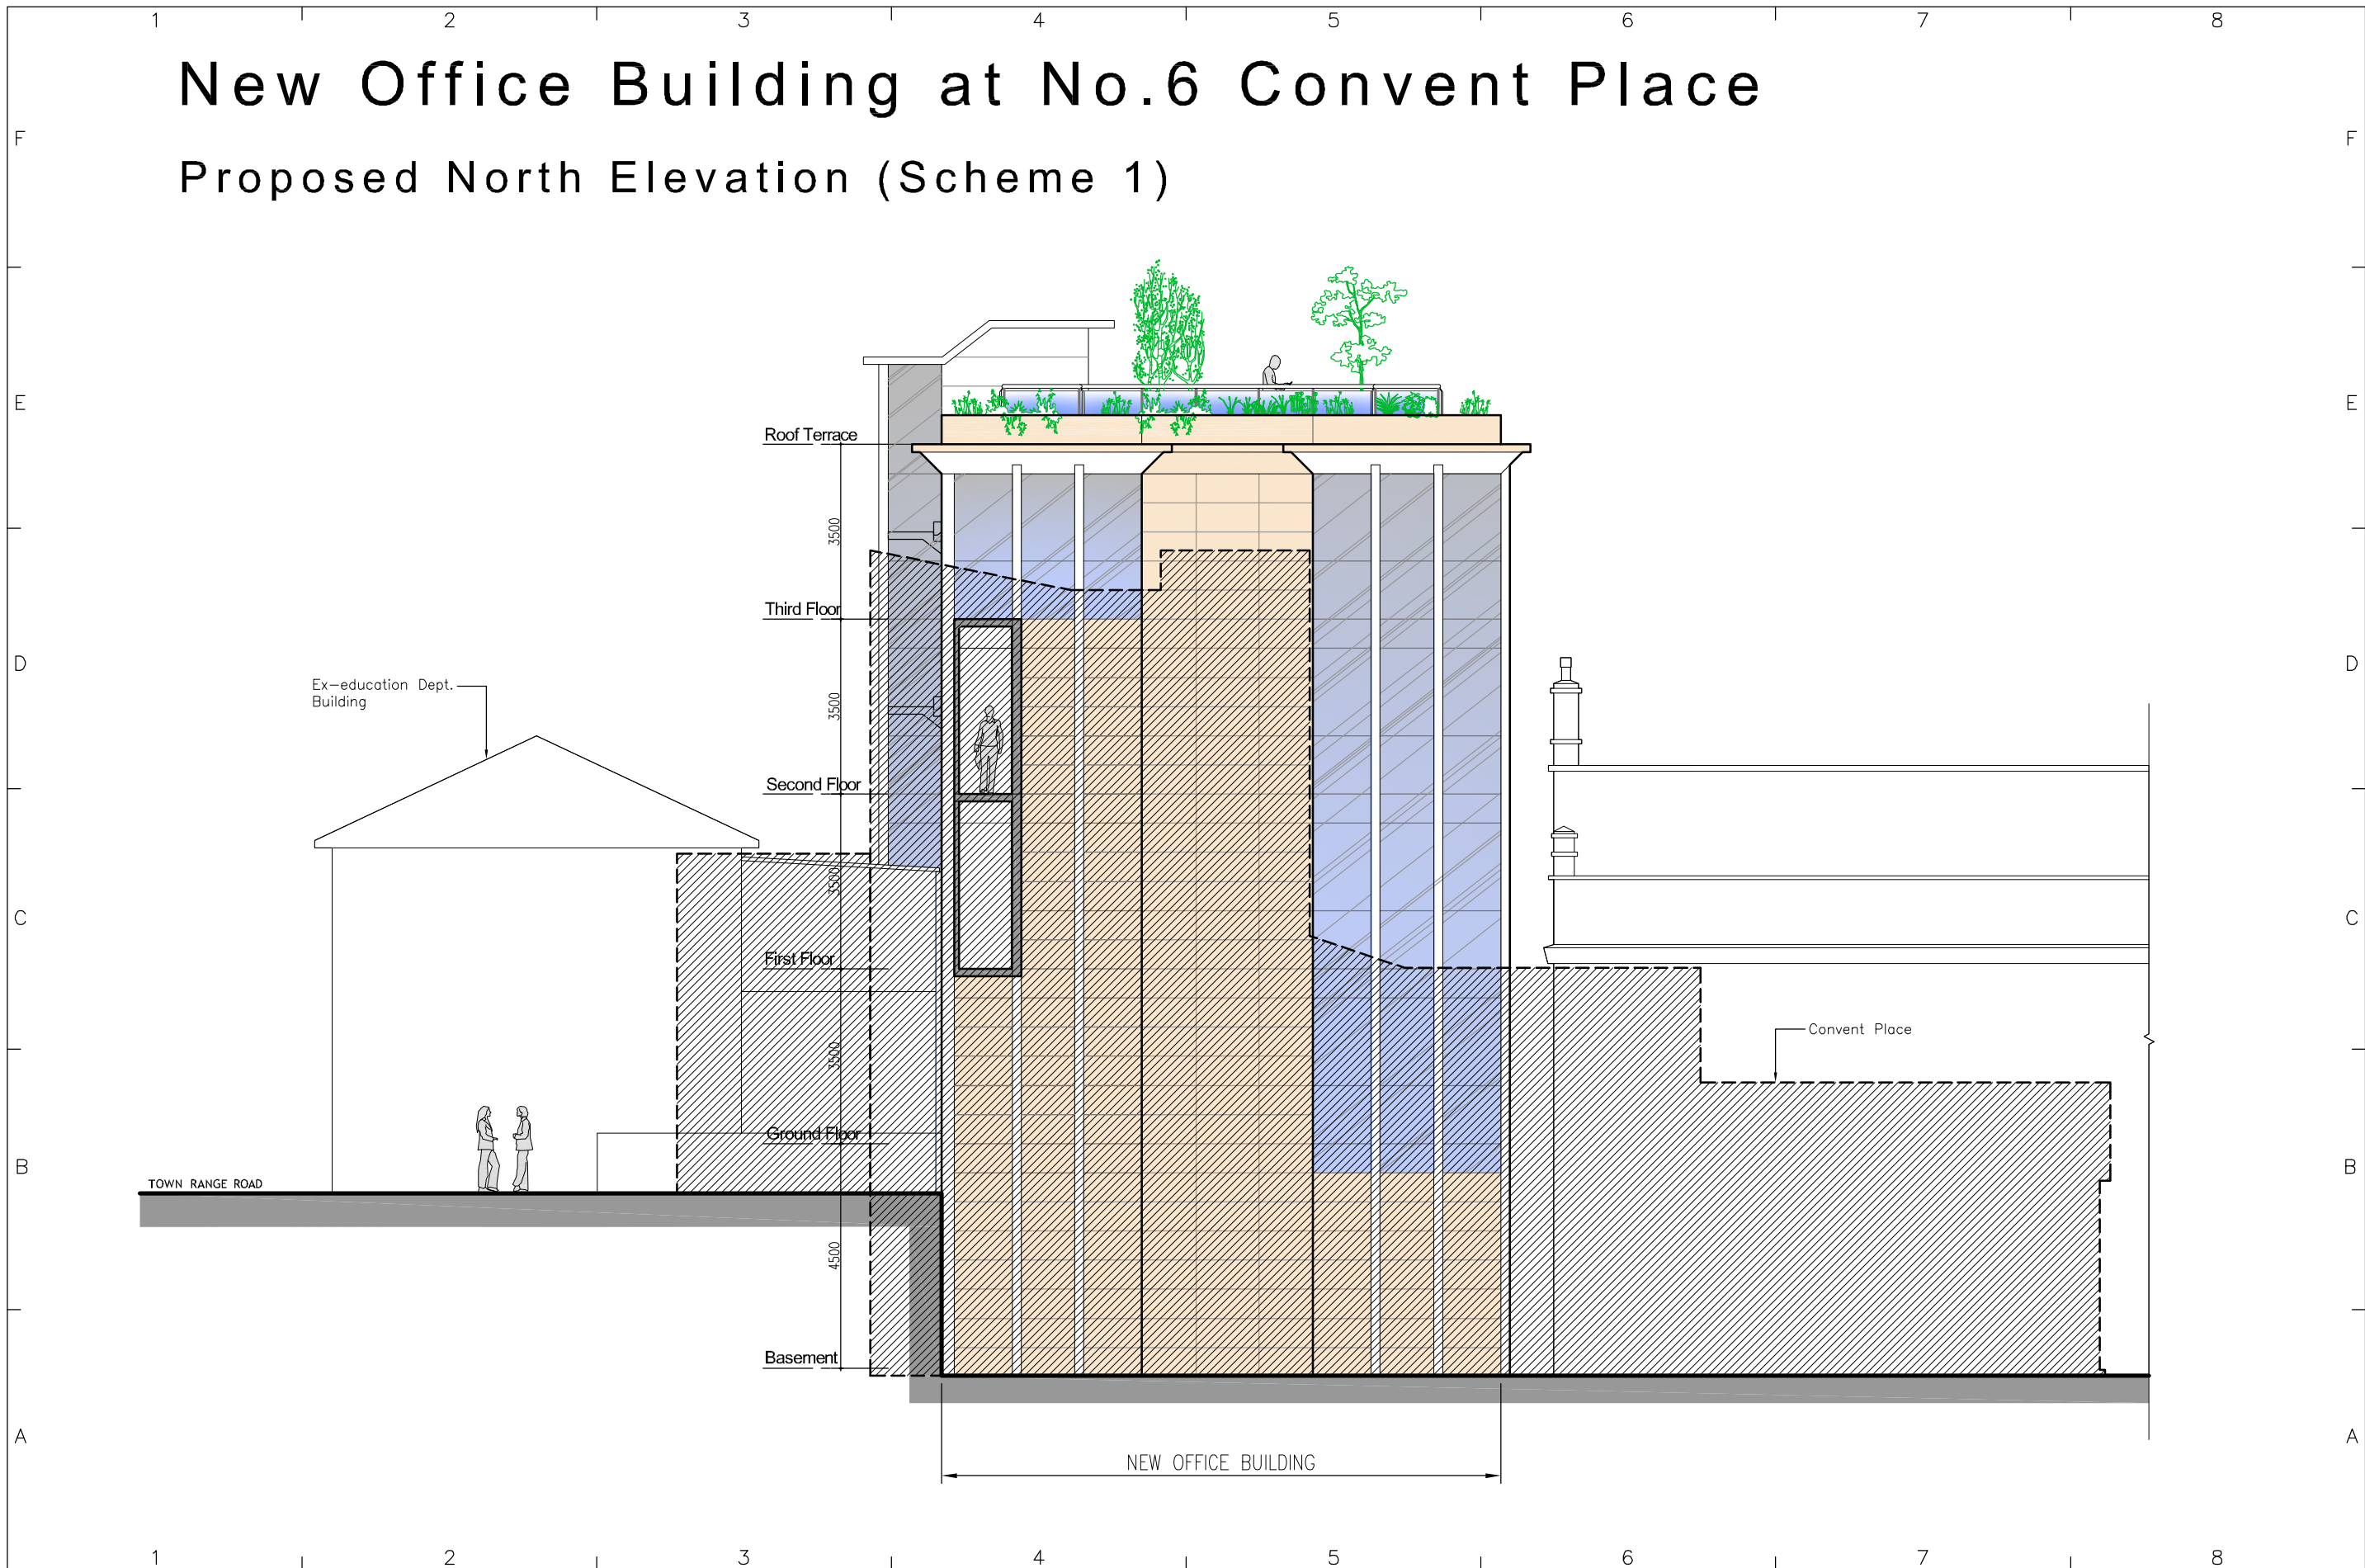 1 2 3 4 5 6 7 8
New Office Building at No.6 Convent Place
F F
Proposed North Elevation (Scheme 1)
E E
Roof Terrace
3500
Third Floor
D D
Ex-education Dept.
Building
3500
Second Floor
3500
C C
First Floor
Convent Place
3500
Ground Floor
B B
TOWN RANGE ROAD
4500
Basement
A A
NEW OFFICE BUILDING
1 2 3 4 5 6 7 8